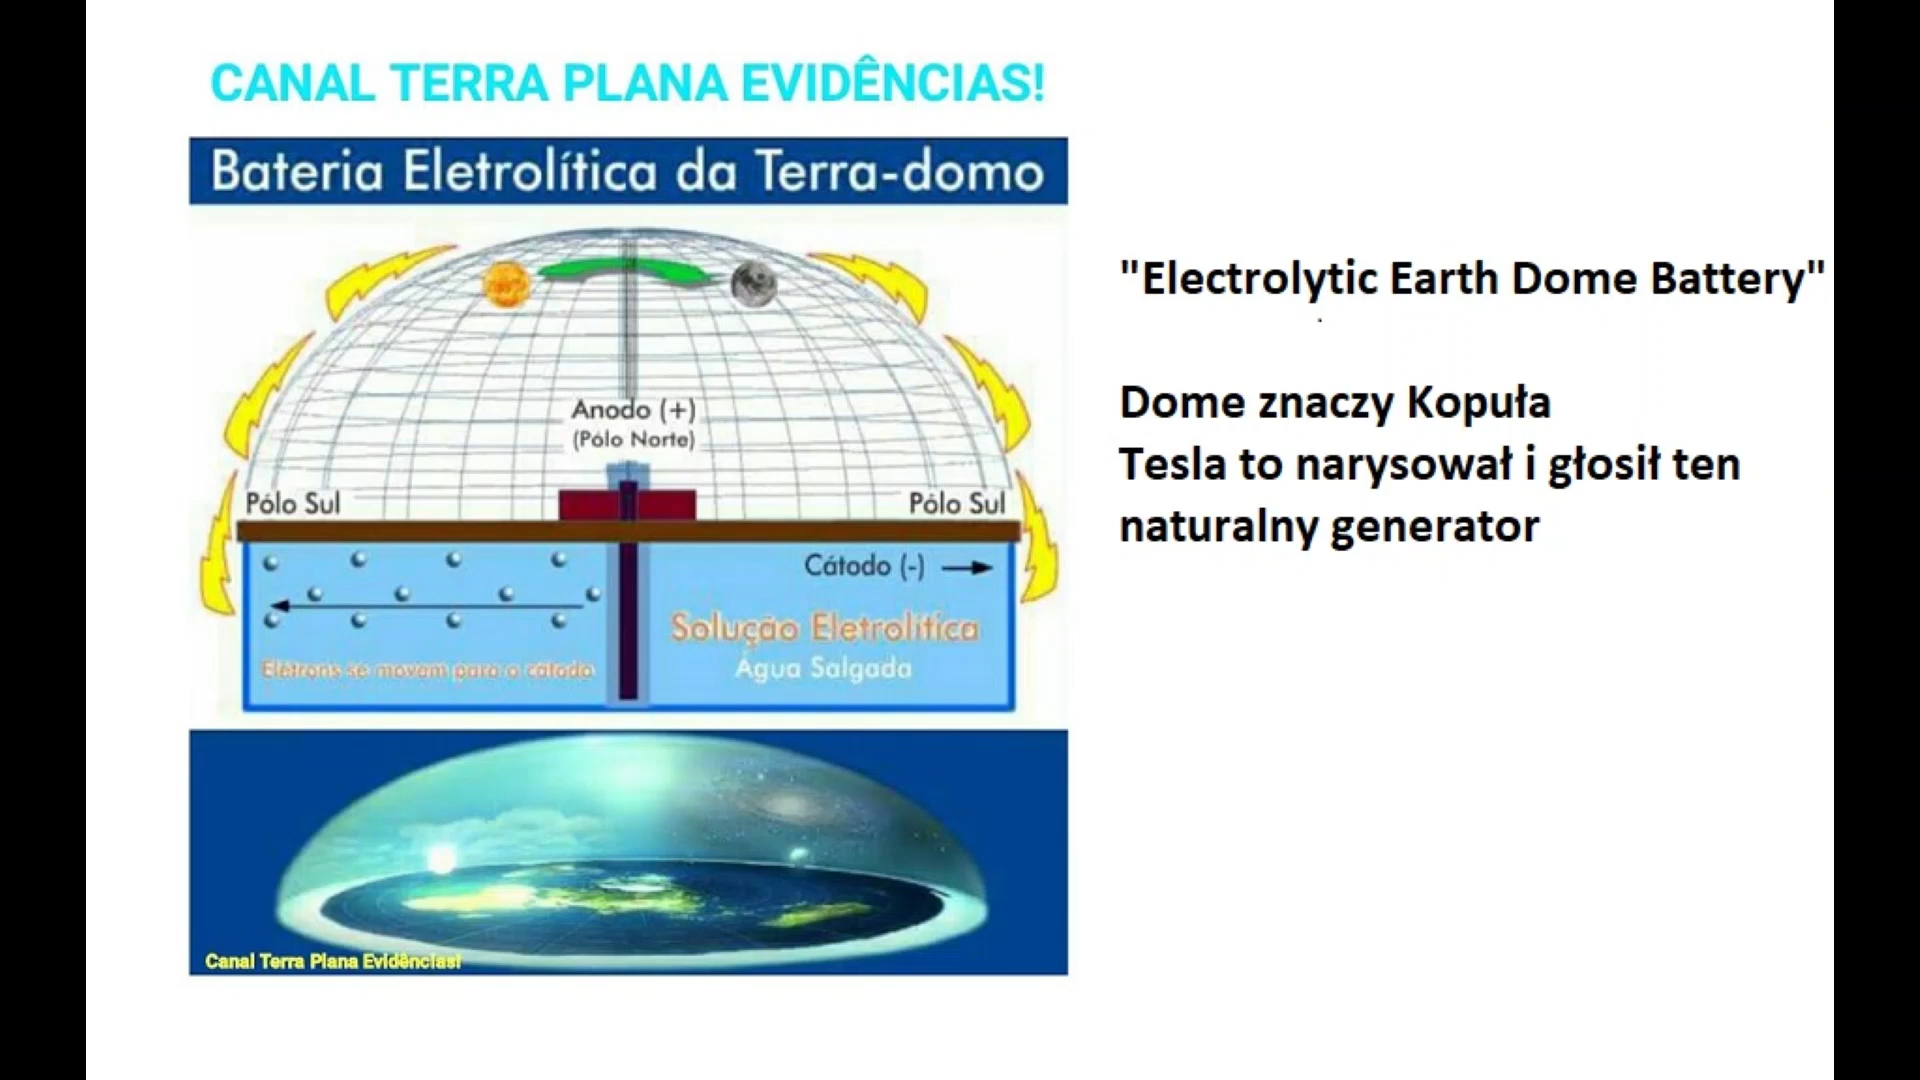 CANAL TERRA PLANA EVIDÊNCIAS!
Bateria Eletrolítica da Terra-domo
Anodo (+)
(Pólo Norte)
Pólo Sul
Pólo Sul
Cátodo (-)
Solução Eletrolítica
Água Salgada
Elétrons se movem para o cátodo
Canal Terra Plana Evidências!
"Electrolytic Earth Dome Battery"
Dome znaczy Kopuła
Tesla to narysował i głosił ten
naturalny generator